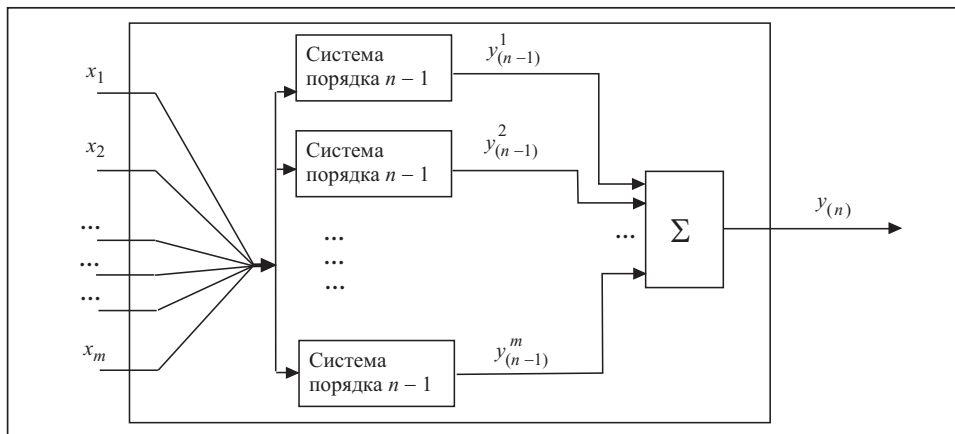 x₁
x₂
...
...
...
xₘ
Система
порядка n – 1
Система
порядка n – 1
...
...
...
Система
порядка n – 1
y¹₍ₙ₋₁₎
y²₍ₙ₋₁₎
yᵐ₍ₙ₋₁₎
...
Σ
y₍ₙ₎